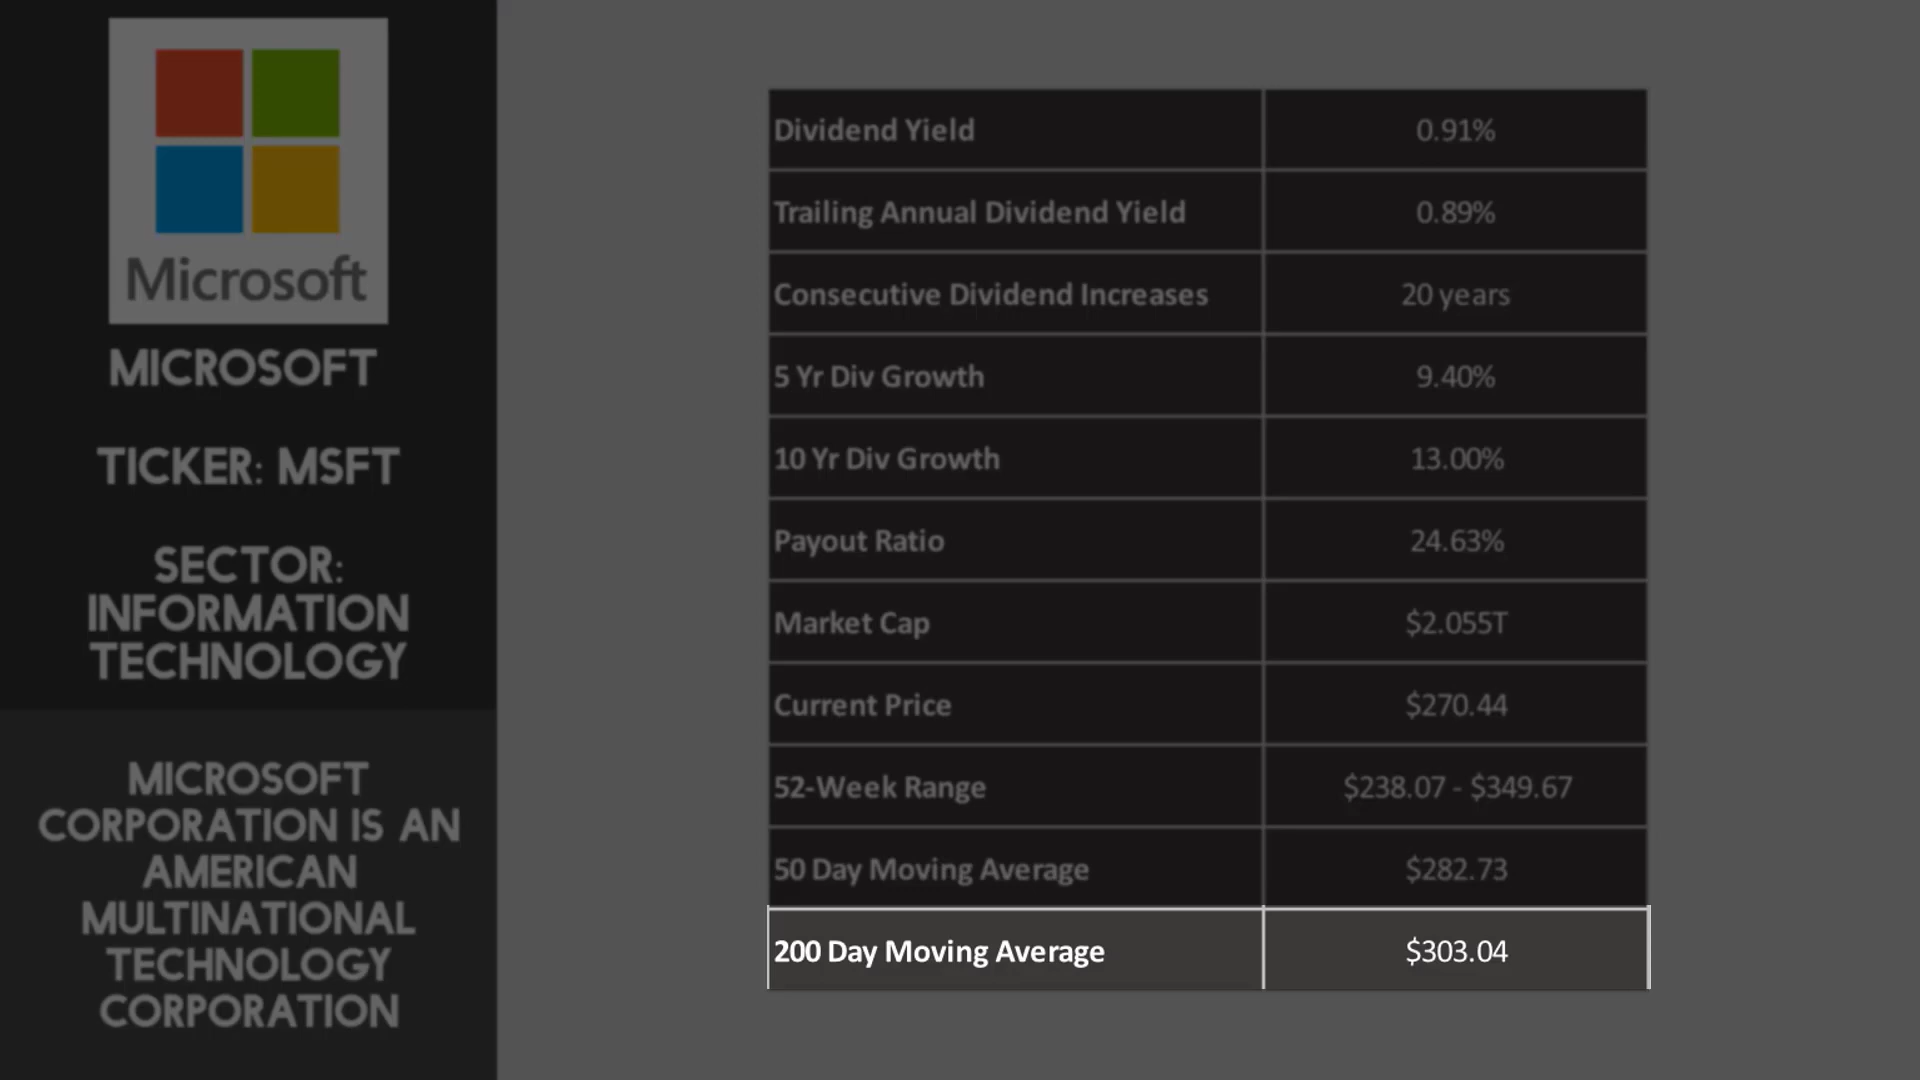 Microsoft
MICROSOFT
TICKER: MSFT
SECTOR:
INFORMATION
TECHNOLOGY
MICROSOFT
CORPORATION IS AN
AMERICAN
MULTINATIONAL
TECHNOLOGY
CORPORATION
Dividend Yield 0.91%
Trailing Annual Dividend Yield 0.89%
Consecutive Dividend Increases 20 years
5 Yr Div Growth 9.40%
10 Yr Div Growth 13.00%
Payout Ratio 24.63%
Market Cap $2.055T
Current Price $270.44
52-Week Range $238.07 - $349.67
50 Day Moving Average $282.73
200 Day Moving Average $303.04